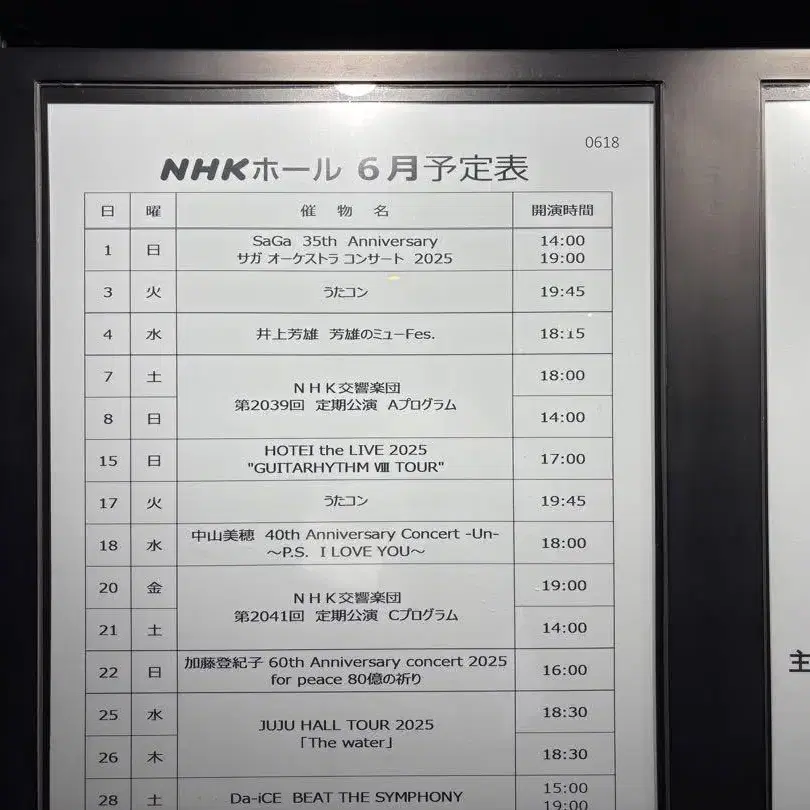 0618
NHKホール 6月予定表
日 曜 催 物 名 開演時間
1 日 SaGa 35th Anniversary 14:00
サガ オーケストラ コンサート 2025 19:00
3 火 うたコン 19:45
4 水 井上芳雄 芳雄のミューFes. 18:15
7 土 18:00
NHK交響楽団
第2039回 定期公演 Aプログラム
8 日 14:00
15 日 HOTEI the LIVE 2025 17:00
"GUITARHYTHM Ⅷ TOUR"
17 火 うたコン 19:45
18 水 中山美穂 40th Anniversary Concert -Un- 18:00
～P.S. I LOVE YOU～
20 金 19:00
NHK交響楽団
第2041回 定期公演 Cプログラム
21 土 14:00
22 日 加藤登紀子 60th Anniversary concert 2025 16:00
for peace 80億の祈り
25 水 18:30
JUJU HALL TOUR 2025
「The water」
26 木 18:30
28 土 Da-iCE BEAT THE SYMPHONY 15:00
19:00
主